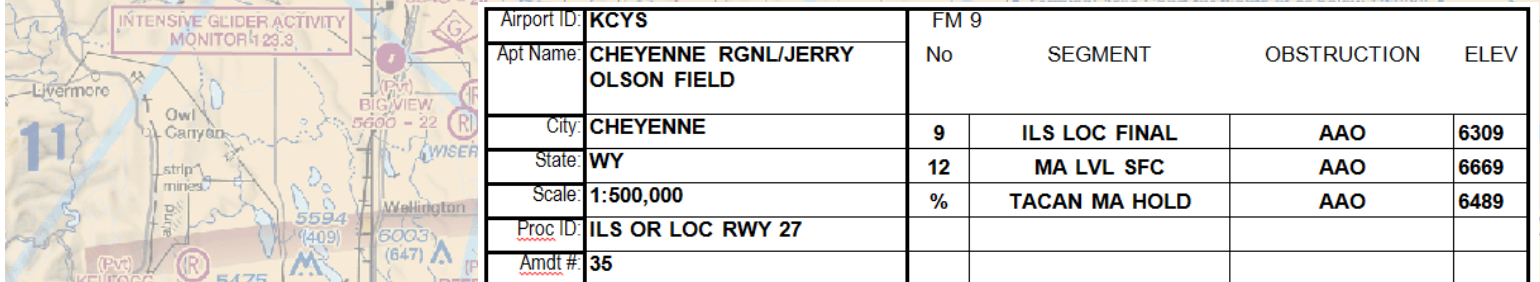 INTENSIVE GLIDER ACTIVITY
MONITOR 123.3
G
Livermore
Owl
Canyon
(Pvt)
BIG VIEW
5600 - 22
R
WISER
11
strip
mines
5594
(409)
Wellington
6003
(647)
(Pvt)
R
KELLOGG
5475
Airport ID: KCYS
Apt Name: CHEYENNE RGNL/JERRY
OLSON FIELD
City: CHEYENNE
State: WY
Scale: 1:500,000
Proc ID: ILS OR LOC RWY 27
Amdt #: 35
FM 9
No SEGMENT OBSTRUCTION ELEV
9 ILS LOC FINAL AAO 6309
12 MA LVL SFC AAO 6669
% TACAN MA HOLD AAO 6489